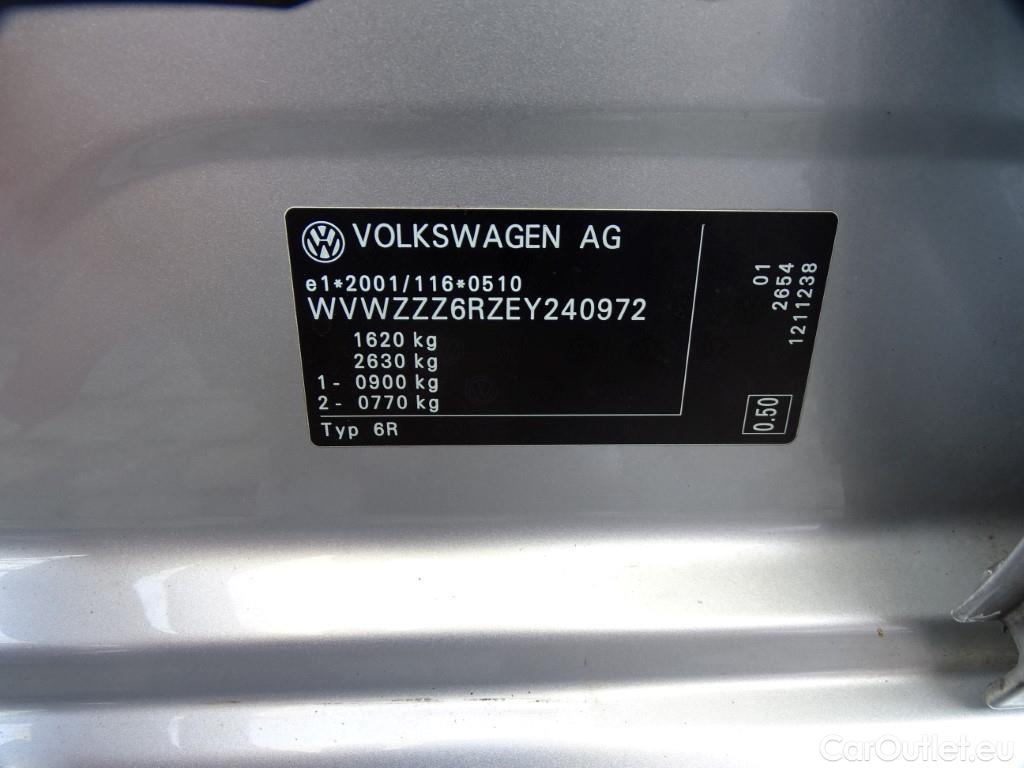 VOLKSWAGEN AG
e1*2001/116*0510
WVWZZZ6RZEY240972
1620 kg
2630 kg
1- 0900 kg
2- 0770 kg
Typ 6R
01
2654
1211238
0.50
CarOutlet.eu